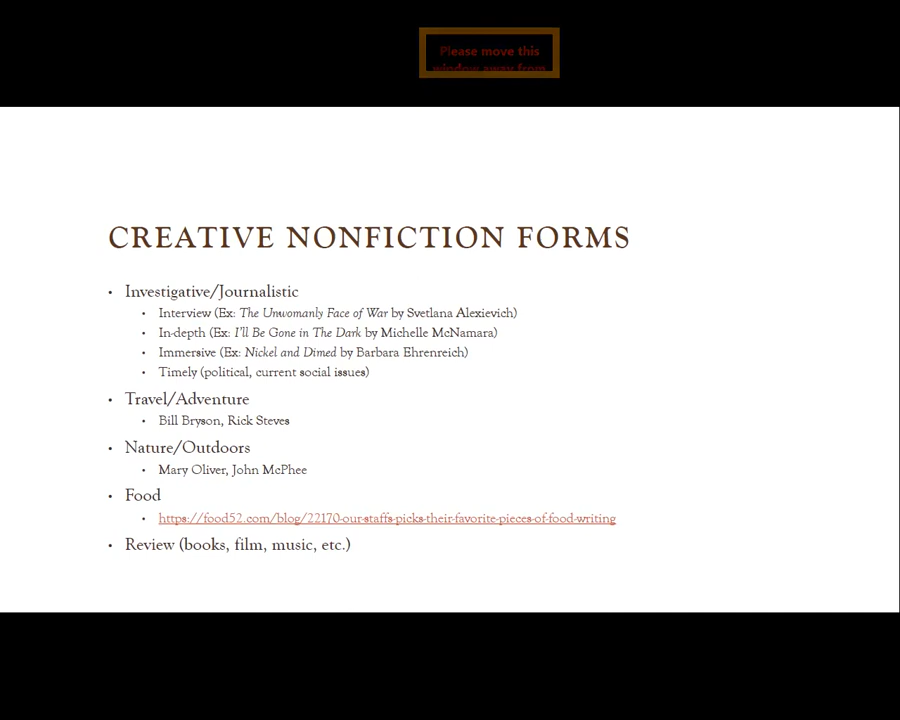 Please move this
window away from
CREATIVE NONFICTION FORMS
• Investigative/Journalistic
• Interview (Ex: The Unwomanly Face of War by Svetlana Alexievich)
• In-depth (Ex: I'll Be Gone in The Dark by Michelle McNamara)
• Immersive (Ex: Nickel and Dimed by Barbara Ehrenreich)
• Timely (political, current social issues)
• Travel/Adventure
• Bill Bryson, Rick Steves
• Nature/Outdoors
• Mary Oliver, John McPhee
• Food
• https://food52.com/blog/22170-our-staffs-picks-their-favorite-pieces-of-food-writing
• Review (books, film, music, etc.)